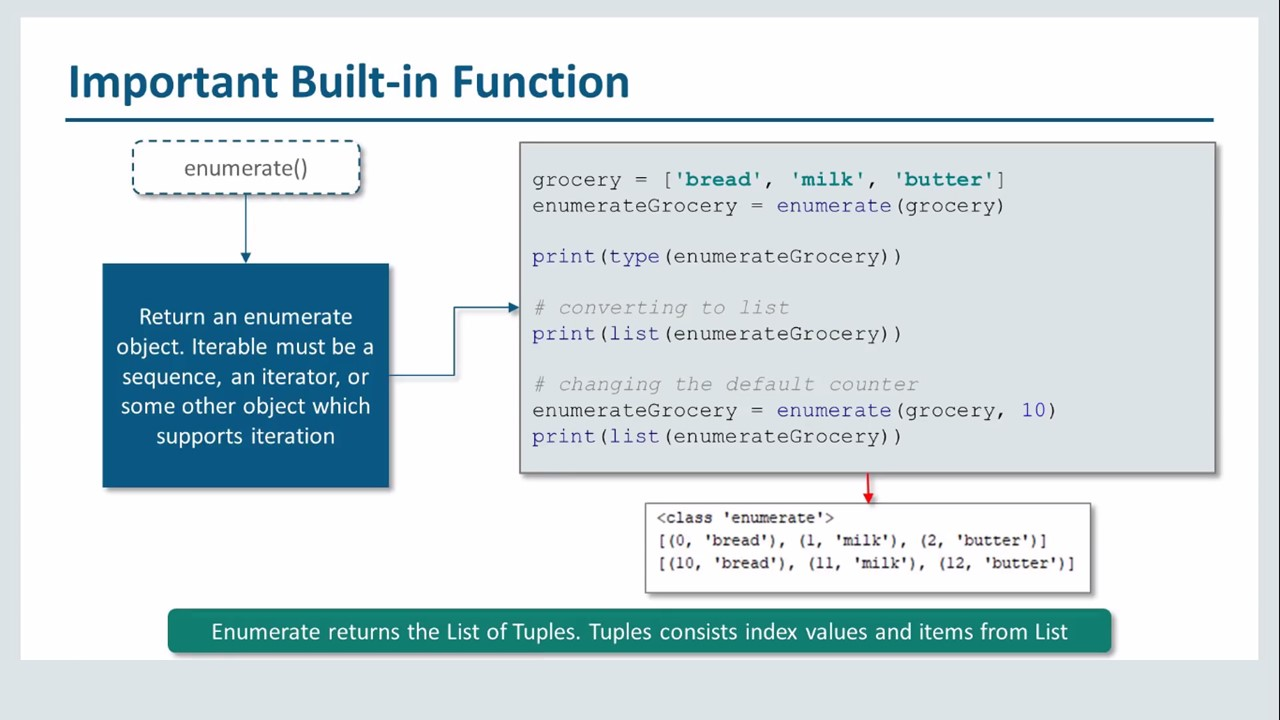 Important Built-in Function
enumerate()
Return an enumerate
object. Iterable must be a
sequence, an iterator, or
some other object which
supports iteration
grocery = ['bread', 'milk', 'butter']
enumerateGrocery = enumerate(grocery)
print(type(enumerateGrocery))
# converting to list
print(list(enumerateGrocery))
# changing the default counter
enumerateGrocery = enumerate(grocery, 10)
print(list(enumerateGrocery))
<class 'enumerate'>
[(0, 'bread'), (1, 'milk'), (2, 'butter')]
[(10, 'bread'), (11, 'milk'), (12, 'butter')]
Enumerate returns the List of Tuples. Tuples consists index values and items from List